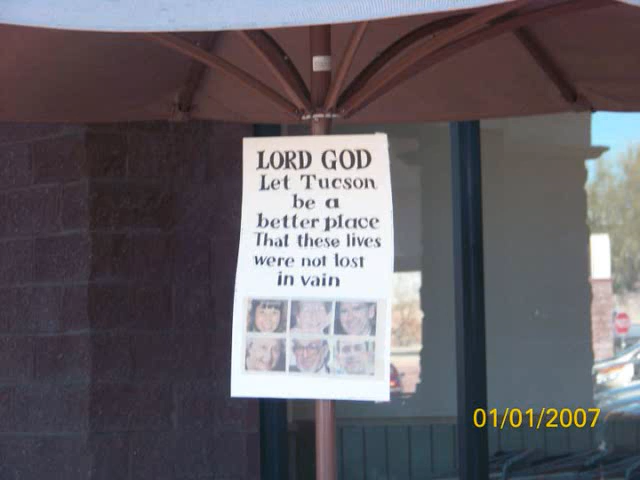 LORD GOD
Let Tucson
be a
better place
That these lives
were not lost
in vain
01/01/2007